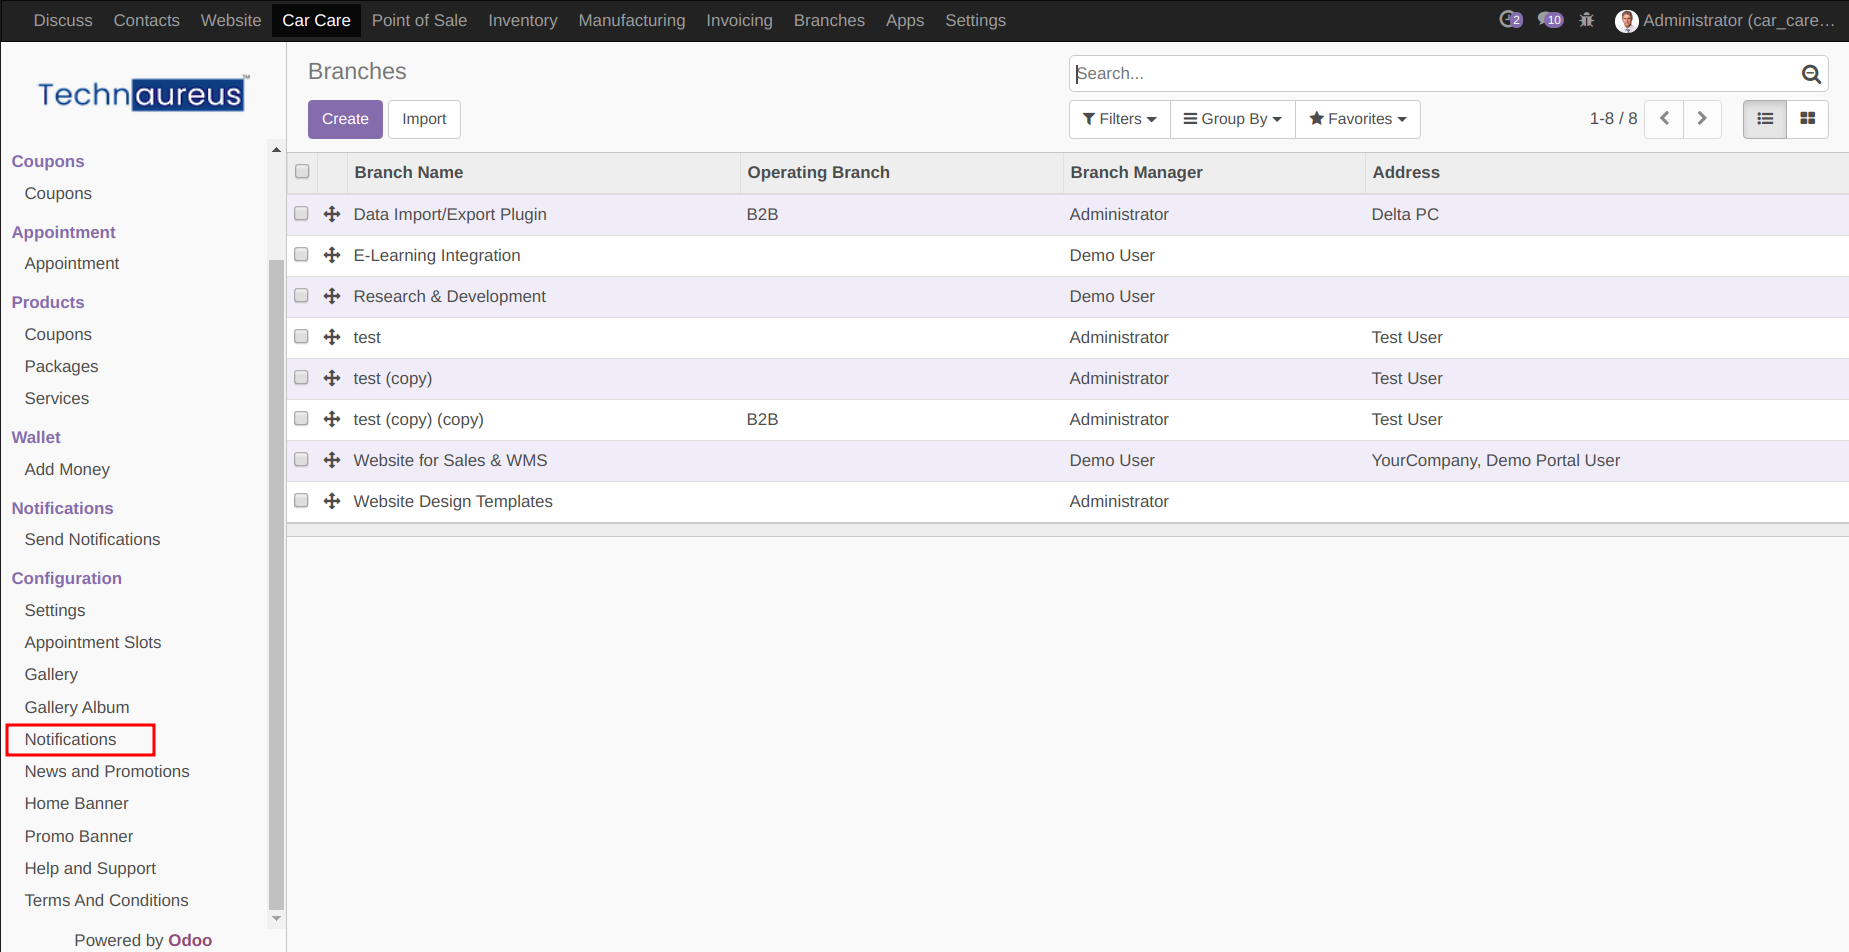 Discuss Contacts Website Car Care Point of Sale Inventory Manufacturing Invoicing Branches Apps Settings 2 10 Administrator (car_care...
Technaureus™
Coupons
Coupons
Appointment
Appointment
Products
Coupons
Packages
Services
Wallet
Add Money
Notifications
Send Notifications
Configuration
Settings
Appointment Slots
Gallery
Gallery Album
Notifications
News and Promotions
Home Banner
Promo Banner
Help and Support
Terms And Conditions
Powered by Odoo
Branches
Search...
Create Import
Filters Group By Favorites 1-8 / 8
Branch Name Operating Branch Branch Manager Address
Data Import/Export Plugin B2B Administrator Delta PC
E-Learning Integration Demo User
Research & Development Demo User
test Administrator Test User
test (copy) Administrator Test User
test (copy) (copy) B2B Administrator Test User
Website for Sales & WMS Demo User YourCompany, Demo Portal User
Website Design Templates Administrator